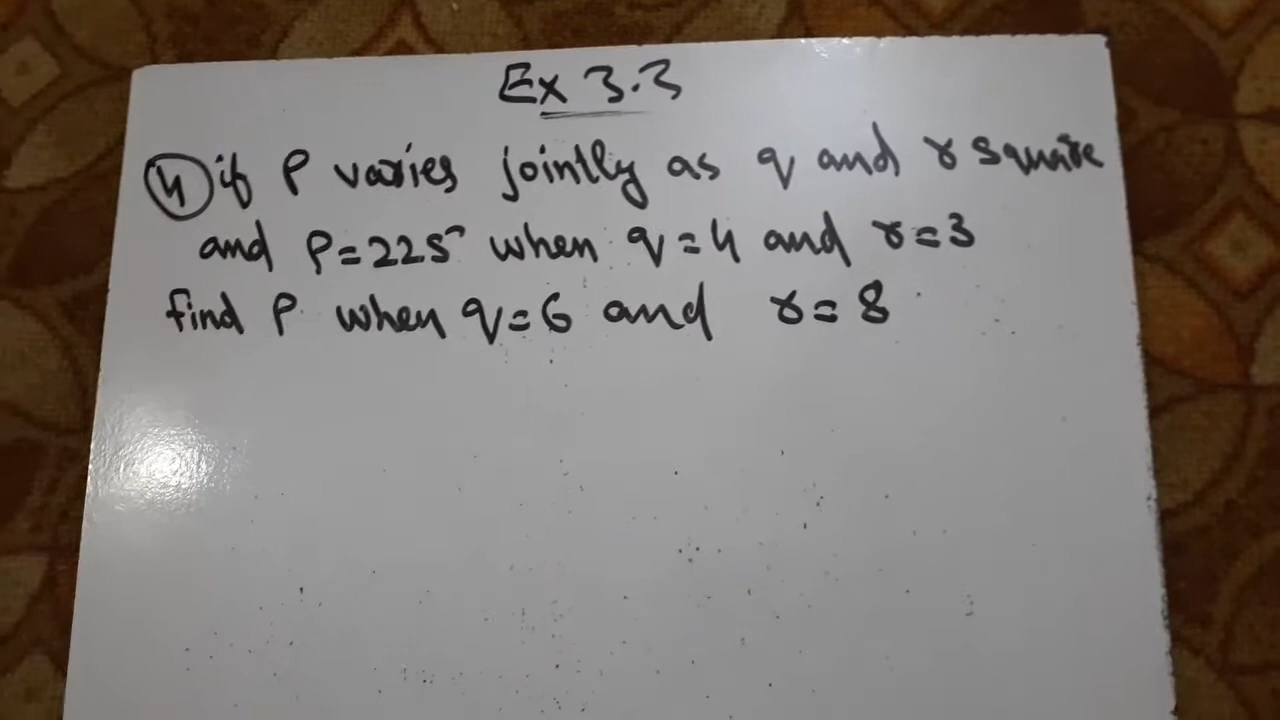 Ex 3.3
4 if P varies jointly as q and r square
and P=225 when q=4 and r=3
find P when q=6 and r=8